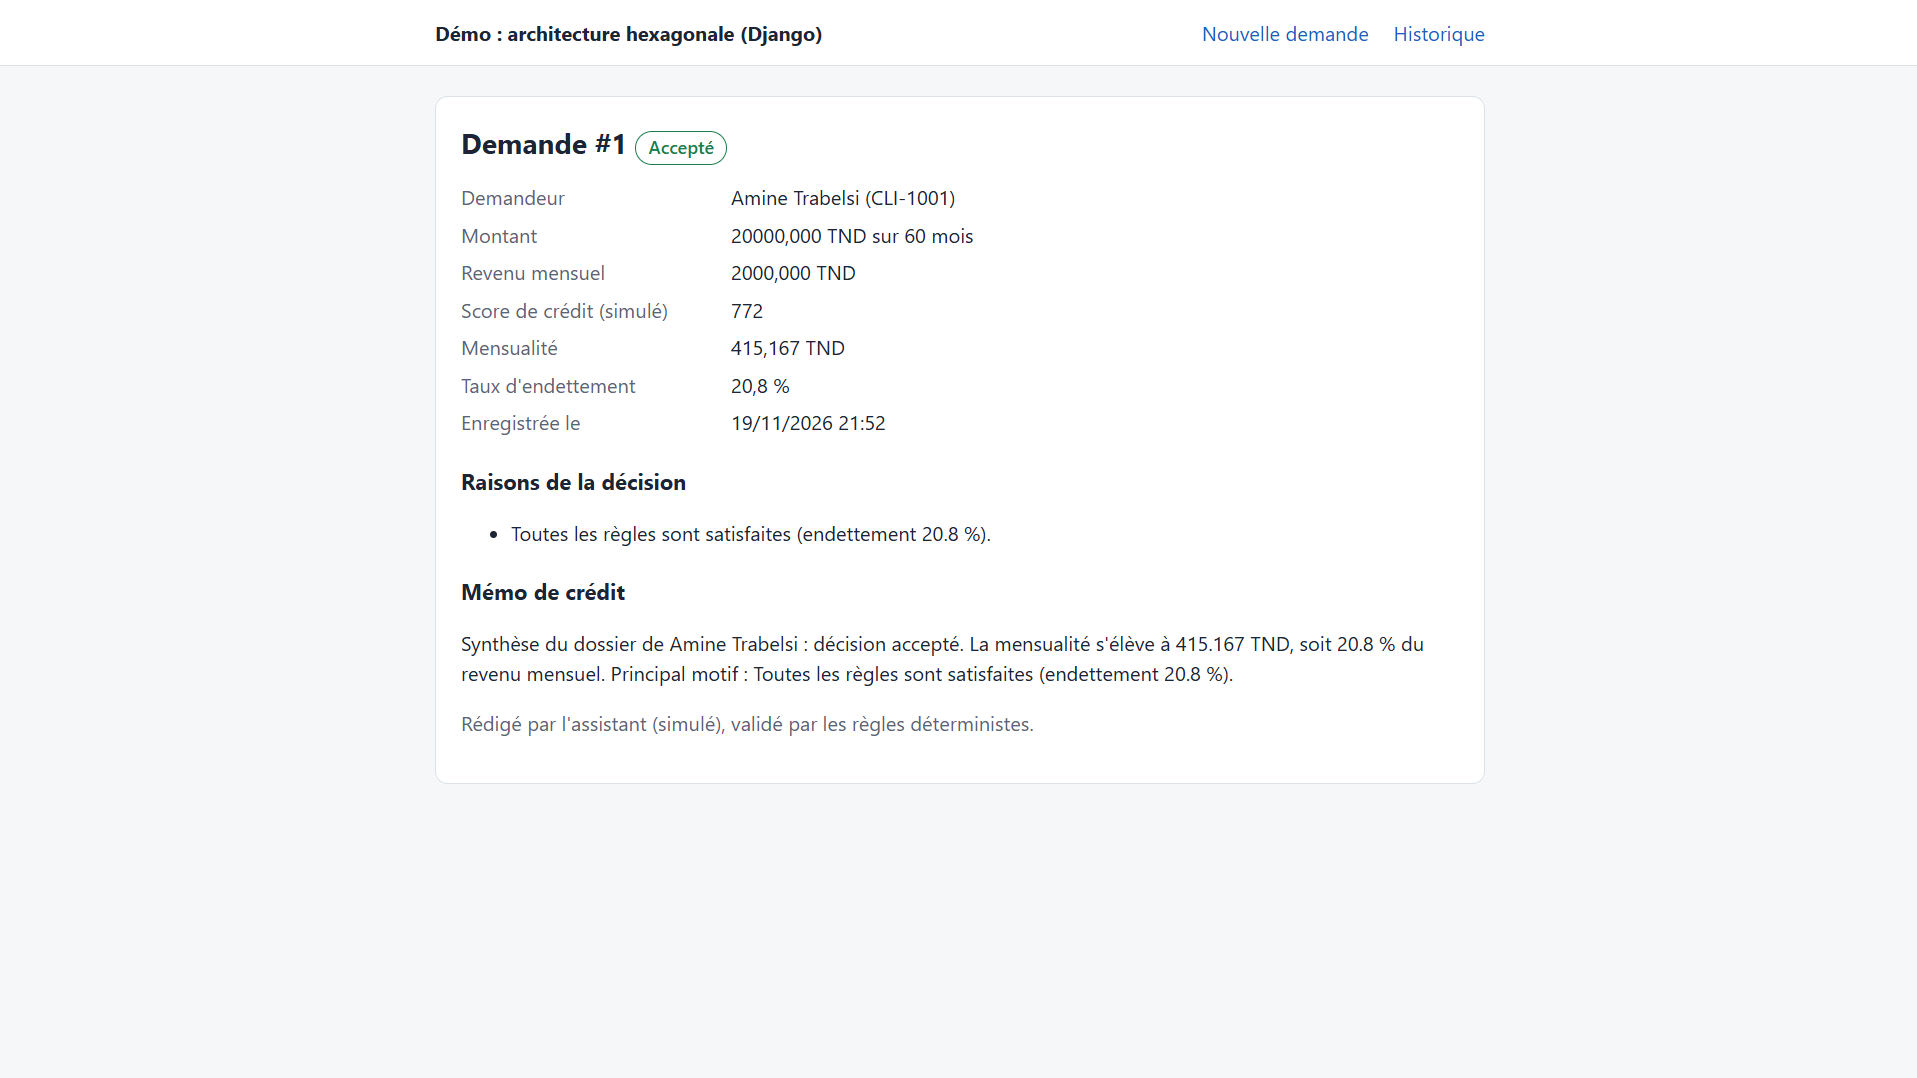 Démo : architecture hexagonale (Django)
Nouvelle demande
Historique
Demande #1 Accepté
Demandeur Amine Trabelsi (CLI-1001)
Montant 20000,000 TND sur 60 mois
Revenu mensuel 2000,000 TND
Score de crédit (simulé) 772
Mensualité 415,167 TND
Taux d'endettement 20,8 %
Enregistrée le 19/11/2026 21:52
Raisons de la décision
• Toutes les règles sont satisfaites (endettement 20.8 %).
Mémo de crédit
Synthèse du dossier de Amine Trabelsi : décision accepté. La mensualité s'élève à 415.167 TND, soit 20.8 % du
revenu mensuel. Principal motif : Toutes les règles sont satisfaites (endettement 20.8 %).
Rédigé par l'assistant (simulé), validé par les règles déterministes.